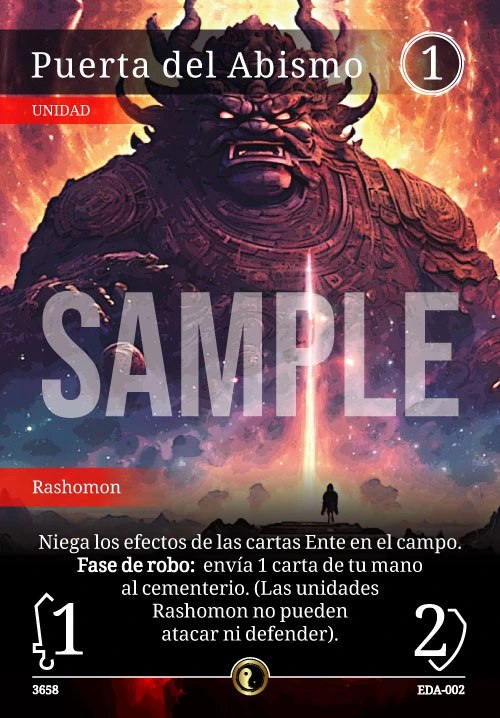 Puerta del Abismo
1
UNIDAD
SAMPLE
Rashomon
Niega los efectos de las cartas Ente en el campo.
Fase de robo: envía 1 carta de tu mano
al cementerio. (Las unidades
Rashomon no pueden
atacar ni defender).
1
2
3658
EDA-002